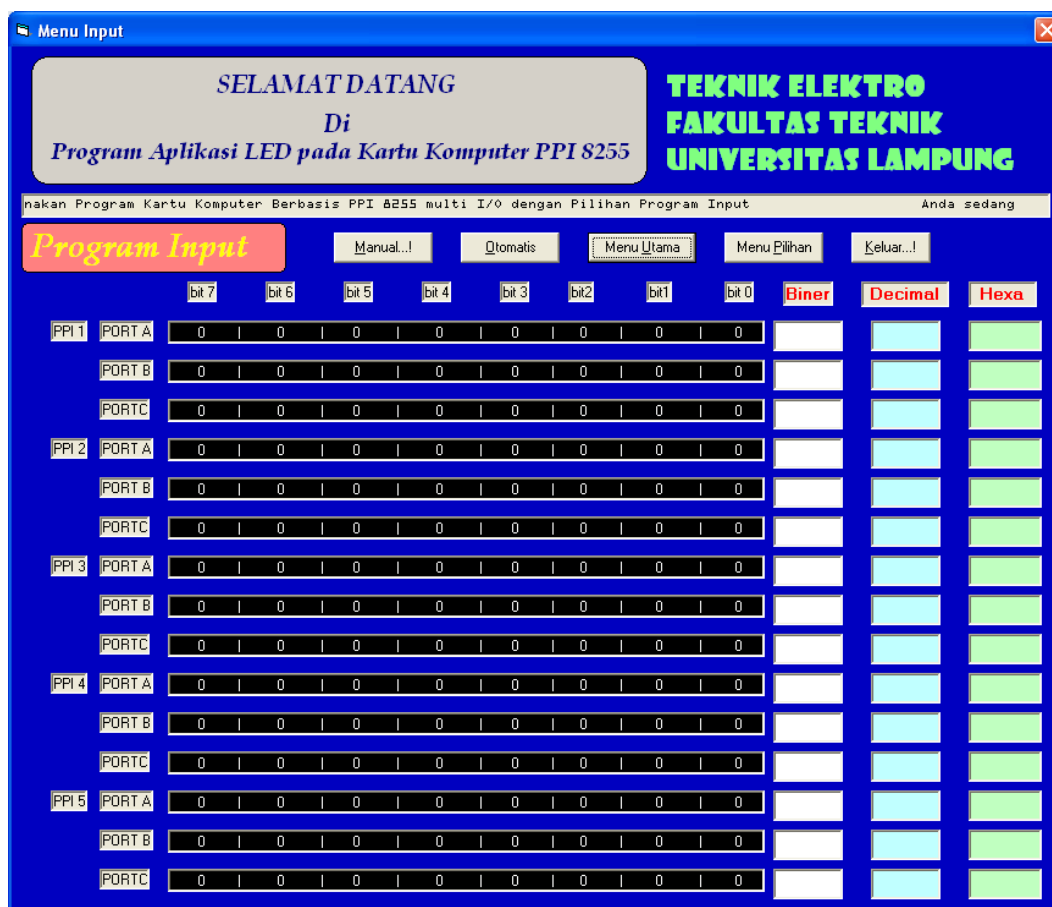 Menu Input
SELAMAT DATANG
Di
Program Aplikasi LED pada Kartu Komputer PPI 8255
TEKNIK ELEKTRO
FAKULTAS TEKNIK
UNIVERSITAS LAMPUNG
nakan Program Kartu Komputer Berbasis PPI 8255 multi I/O dengan Pilihan Program Input Anda sedang
Program Input Manual...! Otomatis Menu Utama Menu Pilihan Keluar...!
bit 7 bit 6 bit 5 bit 4 bit 3 bit2 bit1 bit 0 Biner Decimal Hexa
PPI 1 PORT A 0 | 0 | 0 | 0 | 0 | 0 | 0 | 0
PORT B 0 | 0 | 0 | 0 | 0 | 0 | 0 | 0
PORTC 0 | 0 | 0 | 0 | 0 | 0 | 0 | 0
PPI 2 PORT A 0 | 0 | 0 | 0 | 0 | 0 | 0 | 0
PORT B 0 | 0 | 0 | 0 | 0 | 0 | 0 | 0
PORTC 0 | 0 | 0 | 0 | 0 | 0 | 0 | 0
PPI 3 PORT A 0 | 0 | 0 | 0 | 0 | 0 | 0 | 0
PORT B 0 | 0 | 0 | 0 | 0 | 0 | 0 | 0
PORTC 0 | 0 | 0 | 0 | 0 | 0 | 0 | 0
PPI 4 PORT A 0 | 0 | 0 | 0 | 0 | 0 | 0 | 0
PORT B 0 | 0 | 0 | 0 | 0 | 0 | 0 | 0
PORTC 0 | 0 | 0 | 0 | 0 | 0 | 0 | 0
PPI 5 PORT A 0 | 0 | 0 | 0 | 0 | 0 | 0 | 0
PORT B 0 | 0 | 0 | 0 | 0 | 0 | 0 | 0
PORTC 0 | 0 | 0 | 0 | 0 | 0 | 0 | 0